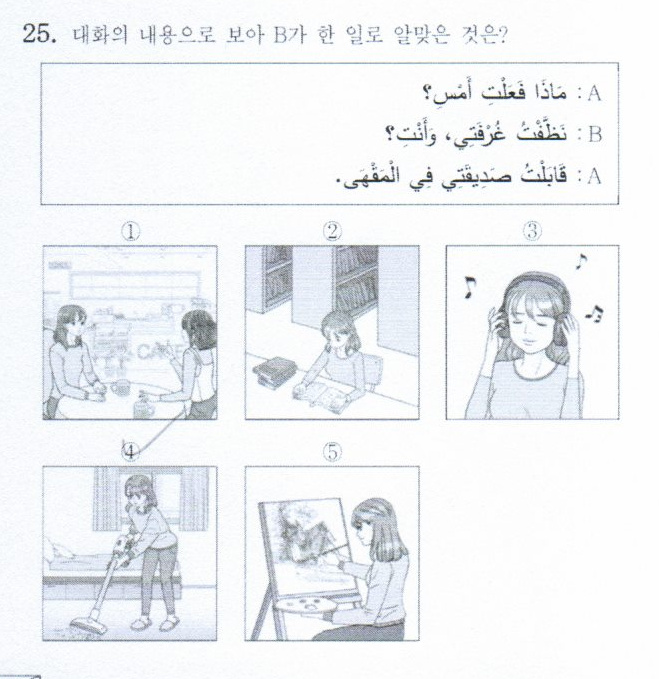 25. 대화의 내용으로 보아 B가 한 일로 알맞은 것은?
A : مَاذَا فَعَلْتِ أَمْسِ؟
B : نَظَّفْتُ غُرْفَتِي، وَأَنْتِ؟
A : قَابَلْتُ صَدِيقَتِي فِي الْمَقْهَى.
① ② ③
④ ⑤